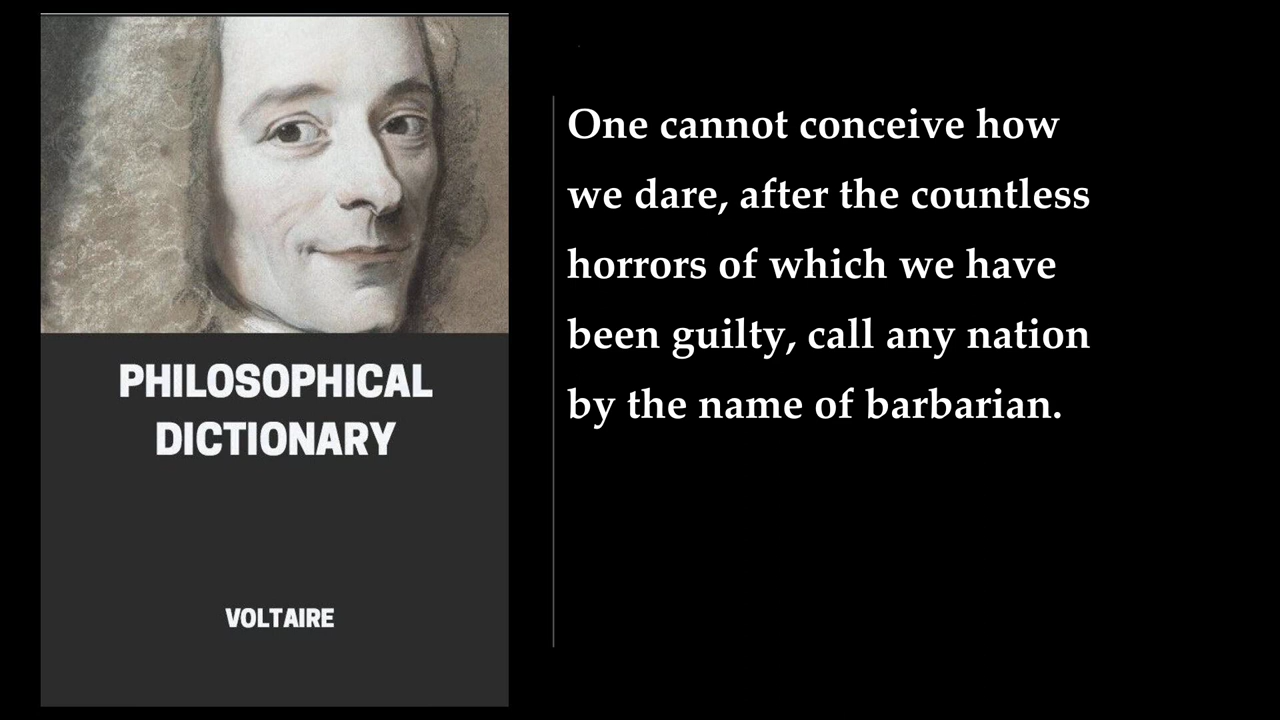 PHILOSOPHICAL
DICTIONARY
VOLTAIRE
One cannot conceive how
we dare, after the countless
horrors of which we have
been guilty, call any nation
by the name of barbarian.